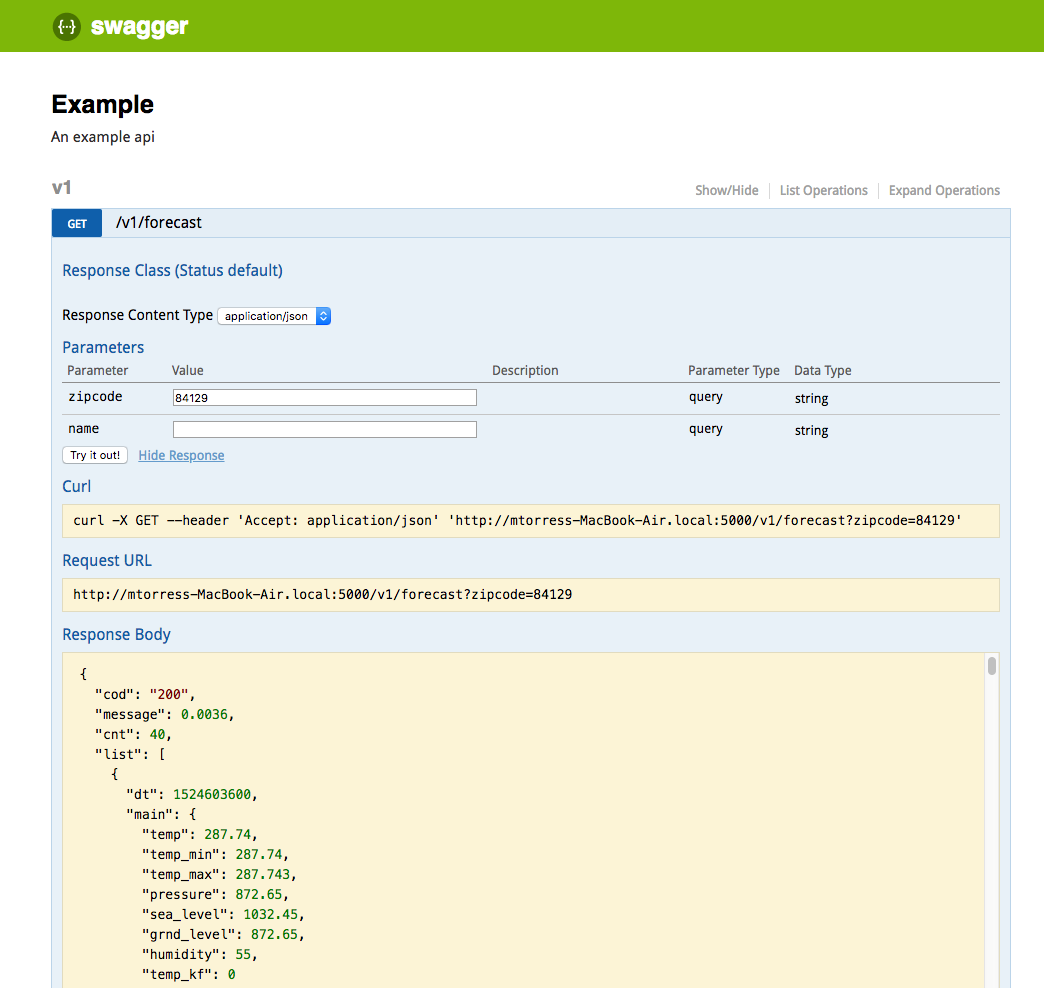 {···} swagger
Example
An example api
v1 Show/Hide List Operations Expand Operations
GET /v1/forecast
Response Class (Status default)
Response Content Type application/json
Parameters
Parameter Value Description Parameter Type Data Type
zipcode 84129 query string
name query string
Try it out! Hide Response
Curl
curl -X GET --header 'Accept: application/json' 'http://mtorress-MacBook-Air.local:5000/v1/forecast?zipcode=84129'
Request URL
http://mtorress-MacBook-Air.local:5000/v1/forecast?zipcode=84129
Response Body
{
  "cod": "200",
  "message": 0.0036,
  "cnt": 40,
  "list": [
    {
      "dt": 1524603600,
      "main": {
        "temp": 287.74,
        "temp_min": 287.74,
        "temp_max": 287.743,
        "pressure": 872.65,
        "sea_level": 1032.45,
        "grnd_level": 872.65,
        "humidity": 55,
        "temp_kf": 0